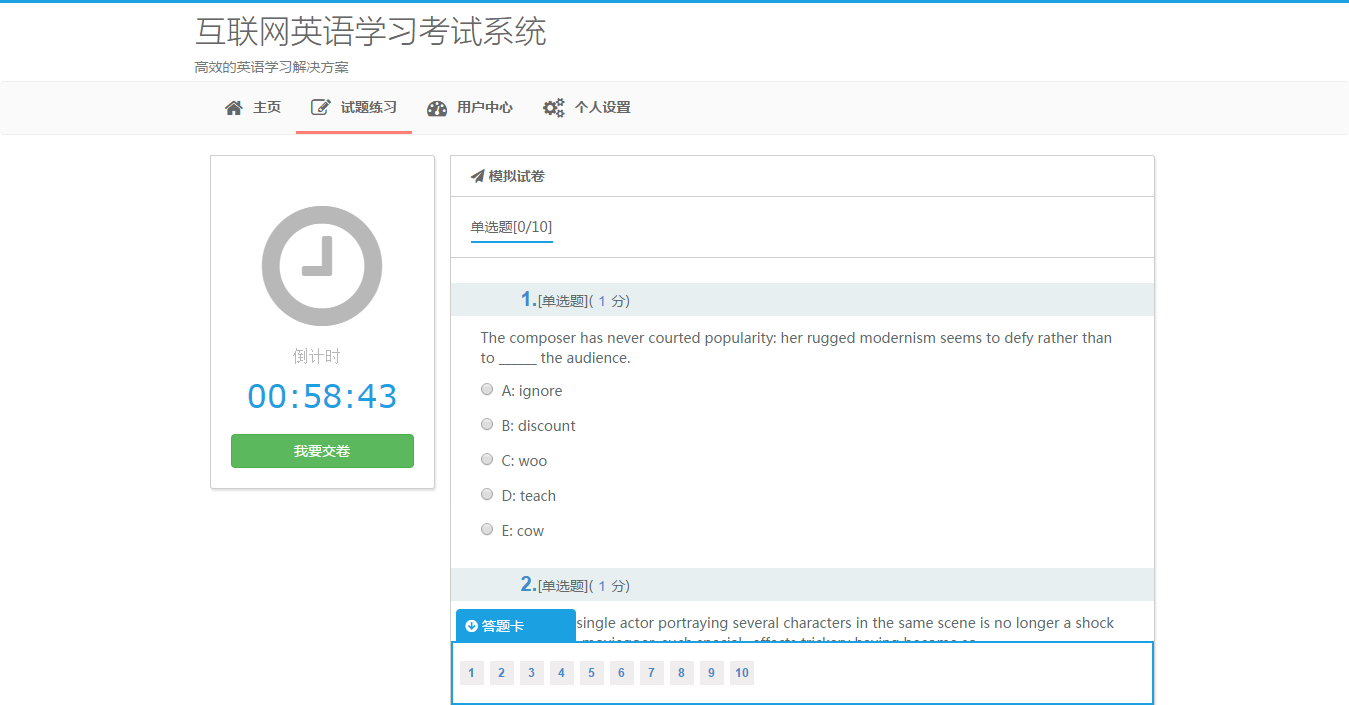 互联网英语学习考试系统
高效的英语学习解决方案
主页 试题练习 用户中心 个人设置
倒计时
00:58:43
我要交卷
模拟试卷
单选题[0/10]
1.[单选题]( 1 分)
The composer has never courted popularity: her rugged modernism seems to defy rather than
to _____ the audience.
A: ignore
B: discount
C: woo
D: teach
E: cow
2.[单选题]( 1 分)
single actor portraying several characters in the same scene is no longer a shock
答题卡
1 2 3 4 5 6 7 8 9 10